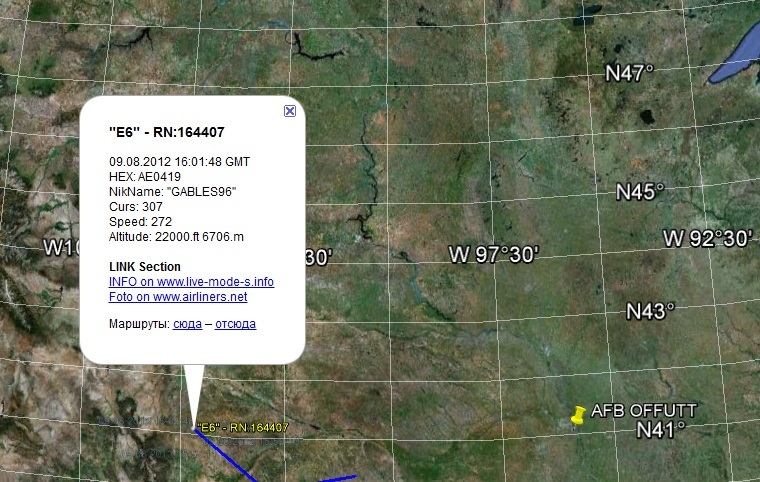 N47°
"E6" - RN:164407
09.08.2012 16:01:48 GMT
HEX: AE0419
NikName: "GABLES96"
Curs: 307
Speed: 272
Altitude: 22000.ft 6706.m
LINK Section
INFO on www.live-mode-s.info
Foto on www.airliners.net
Маршруты: сюда – отсюда
N45°
W10
30'
W 97°30'
W 92°30'
N43°
AFB OFFUTT
"E6" - RN:164407
N41°